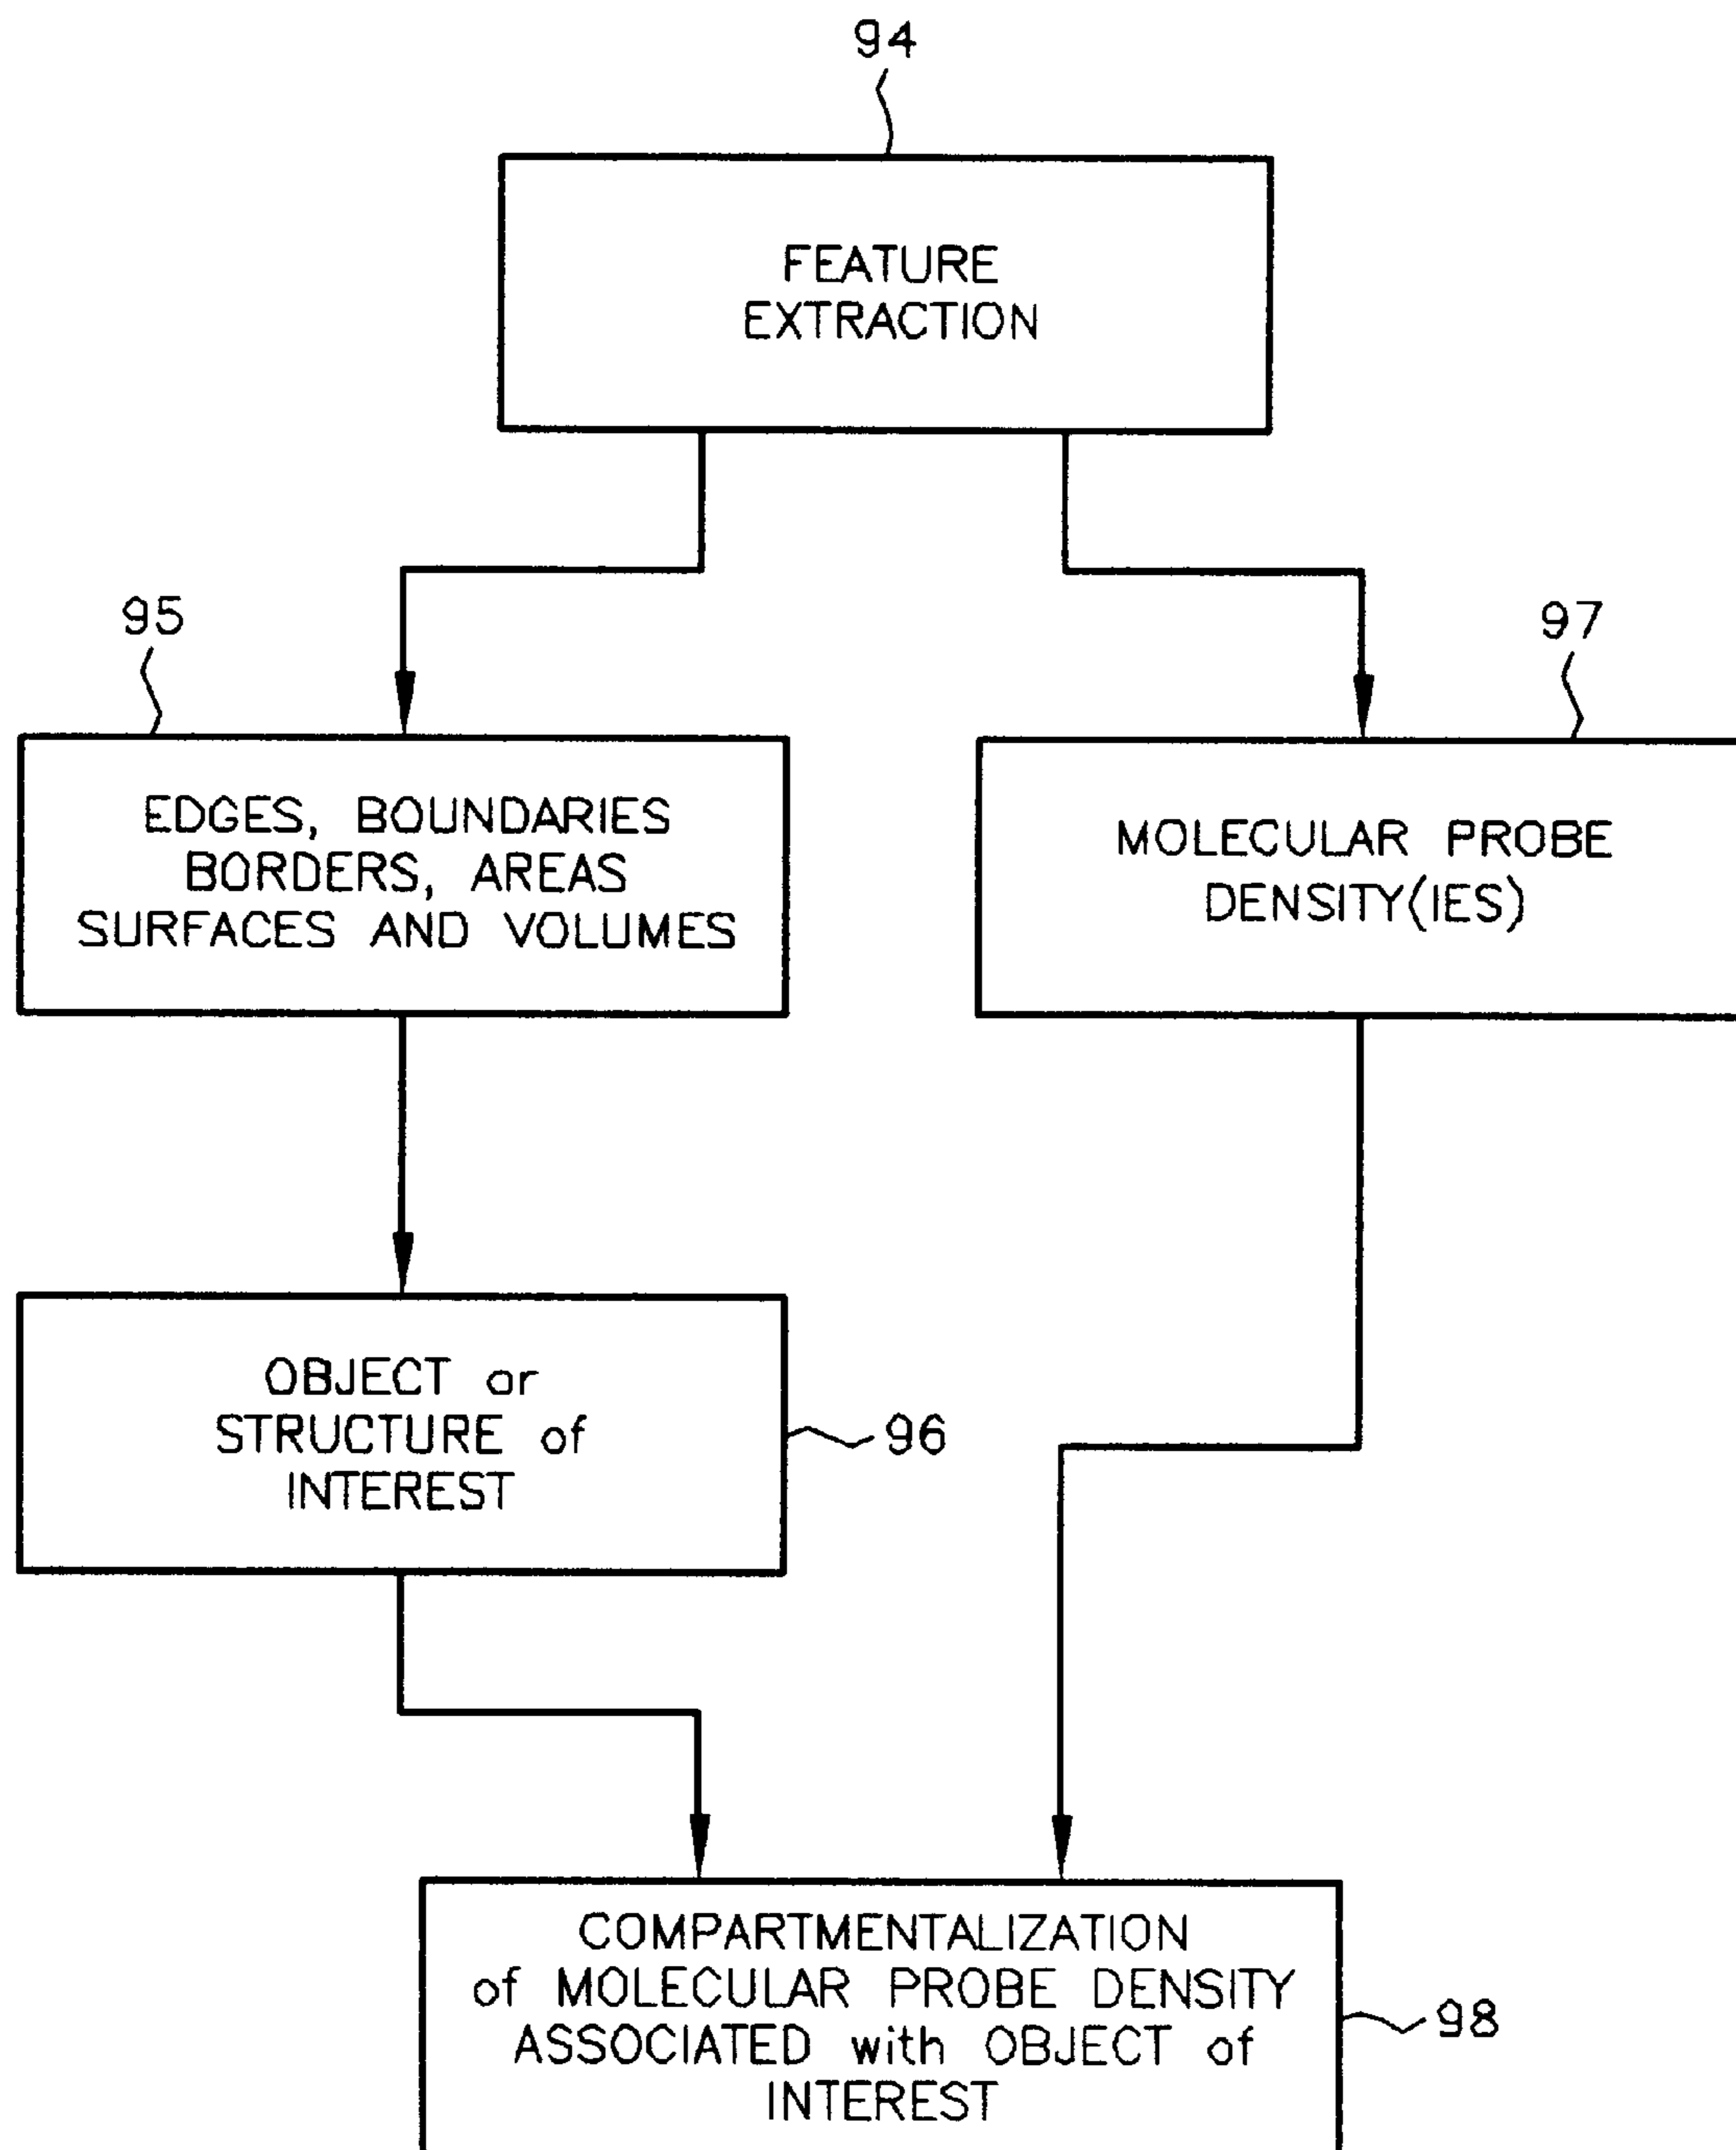 94
FEATURE
EXTRACTION
95
97
EDGES, BOUNDARIES
BORDERS, AREAS
SURFACES AND VOLUMES
MOLECULAR PROBE
DENSITY(IES)
OBJECT or
STRUCTURE of
INTEREST
96
COMPARTMENTALIZATION
of MOLECULAR PROBE DENSITY
ASSOCIATED with OBJECT of
INTEREST
98